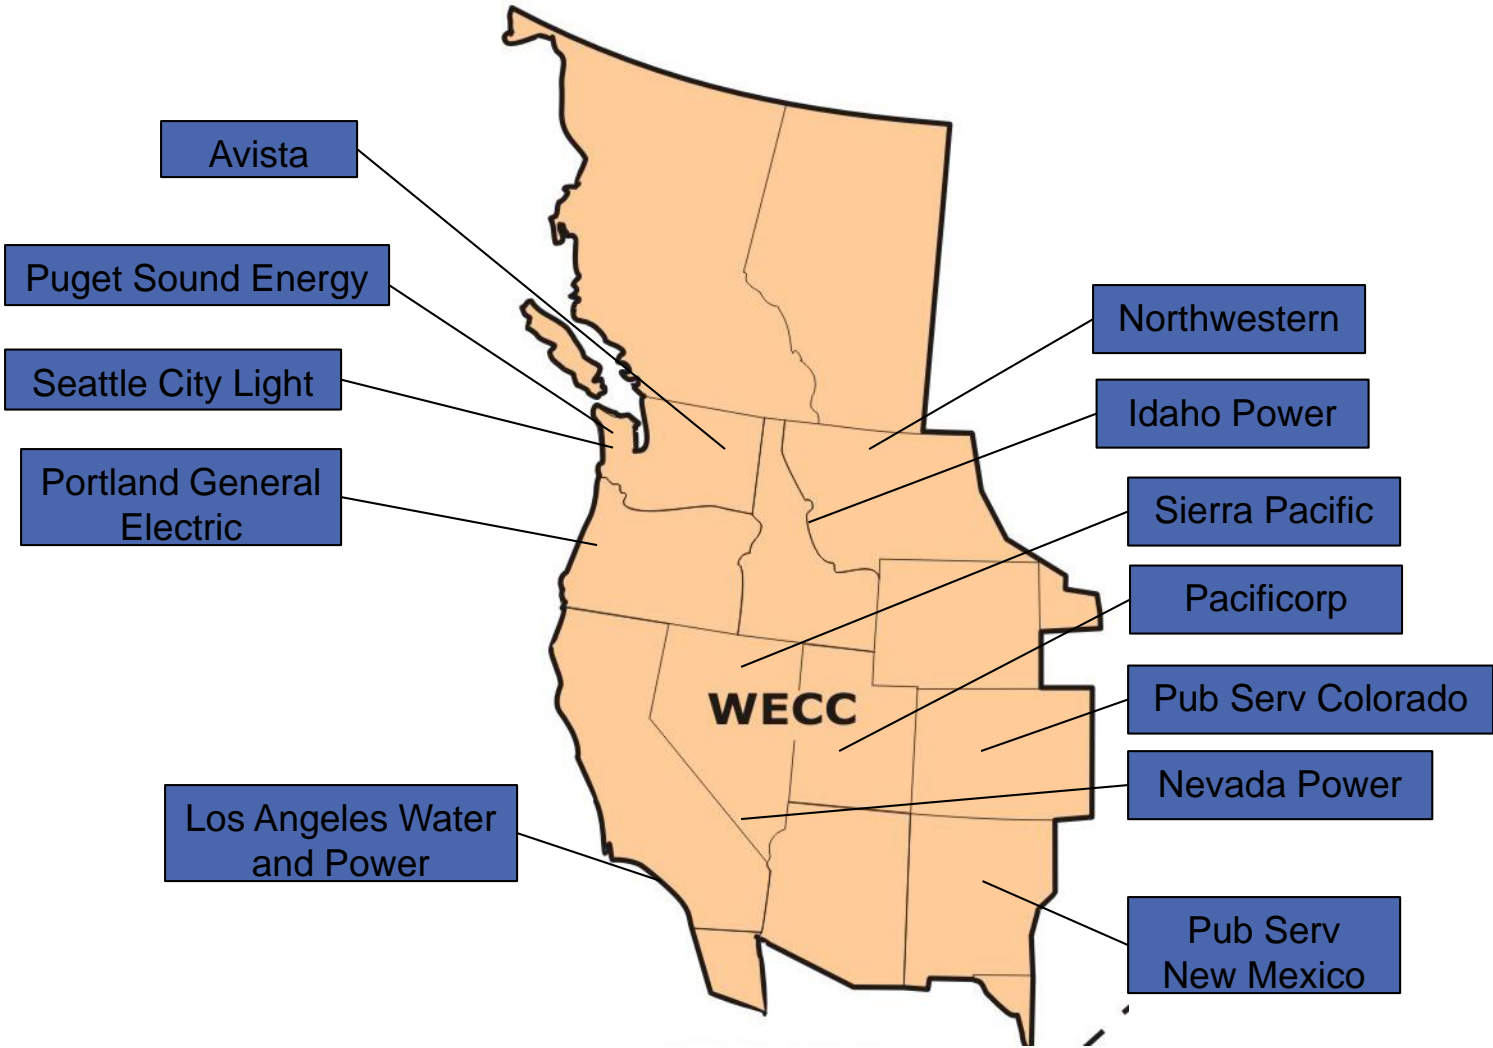 Avista
Puget Sound Energy
Seattle City Light
Portland General
Electric
Los Angeles Water
and Power
WECC
Northwestern
Idaho Power
Sierra Pacific
Pacificorp
Pub Serv Colorado
Nevada Power
Pub Serv
New Mexico